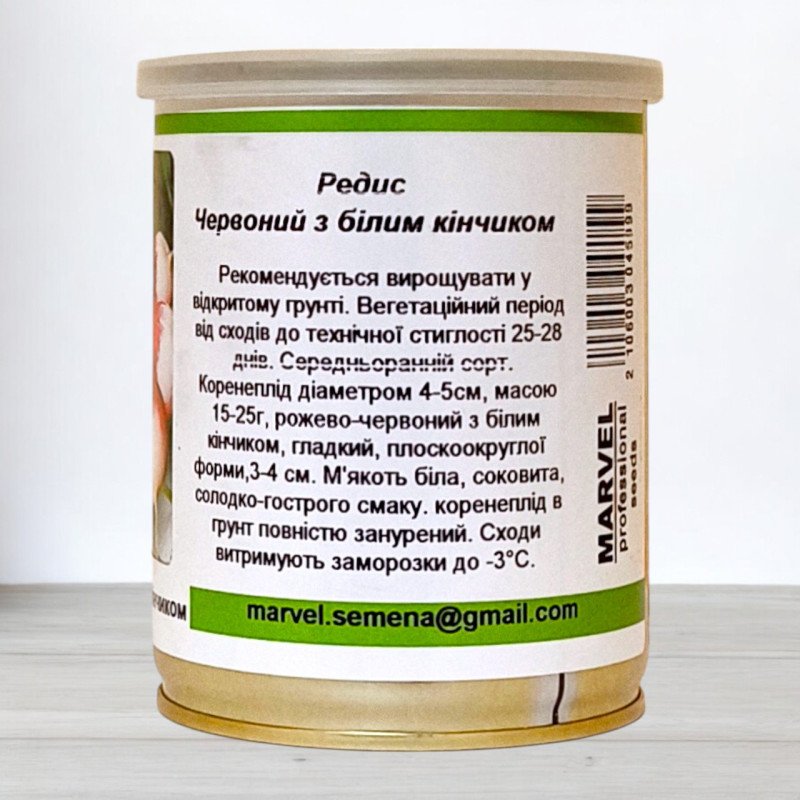 Редис
Червоний з білим кінчиком
Рекомендується вирощувати у
відкритому грунті. Вегетаційний період
від сходів до технічної стиглості 25-28
днів. Середньоранній сорт.
Коренеплід діаметром 4-5см, масою
15-25г, рожево-червоний з білим
кінчиком, гладкий, плоскоокруглої
форми,3-4 см. М'якоть біла, соковита,
солодко-гострого смаку. коренеплід в
грунт повністю занурений. Сходи
витримують заморозки до -3°С.
marvel.semena@gmail.com
2 106003 045899
MARVEL
professional
seeds